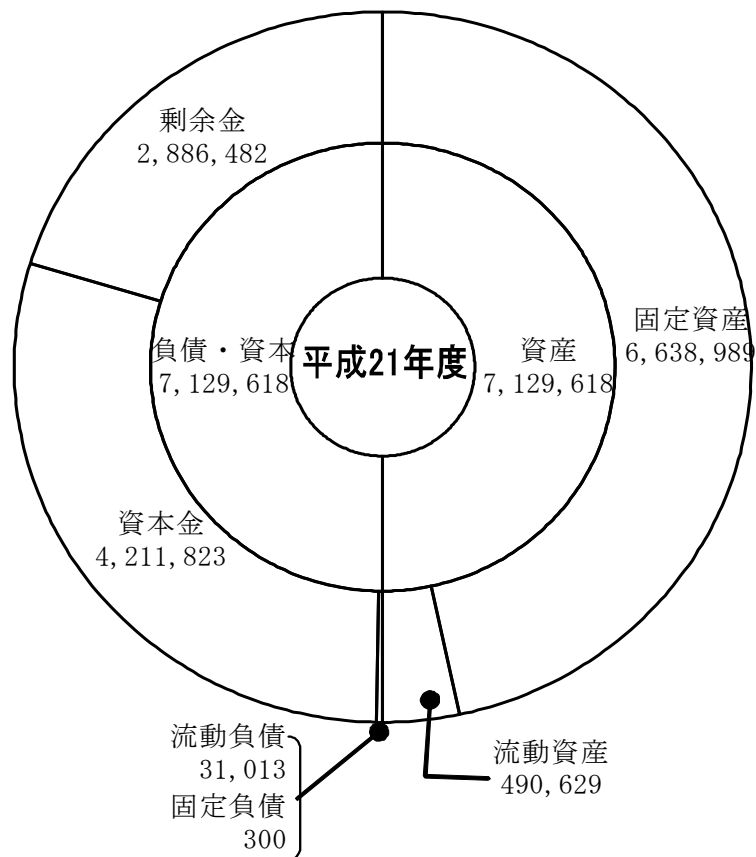 剰余金
2,886,482
固定資産
6,638,989
負債・資本
7,129,618
平成21年度
資産
7,129,618
資本金
4,211,823
流動負債
31,013
固定負債
300
流動資産
490,629